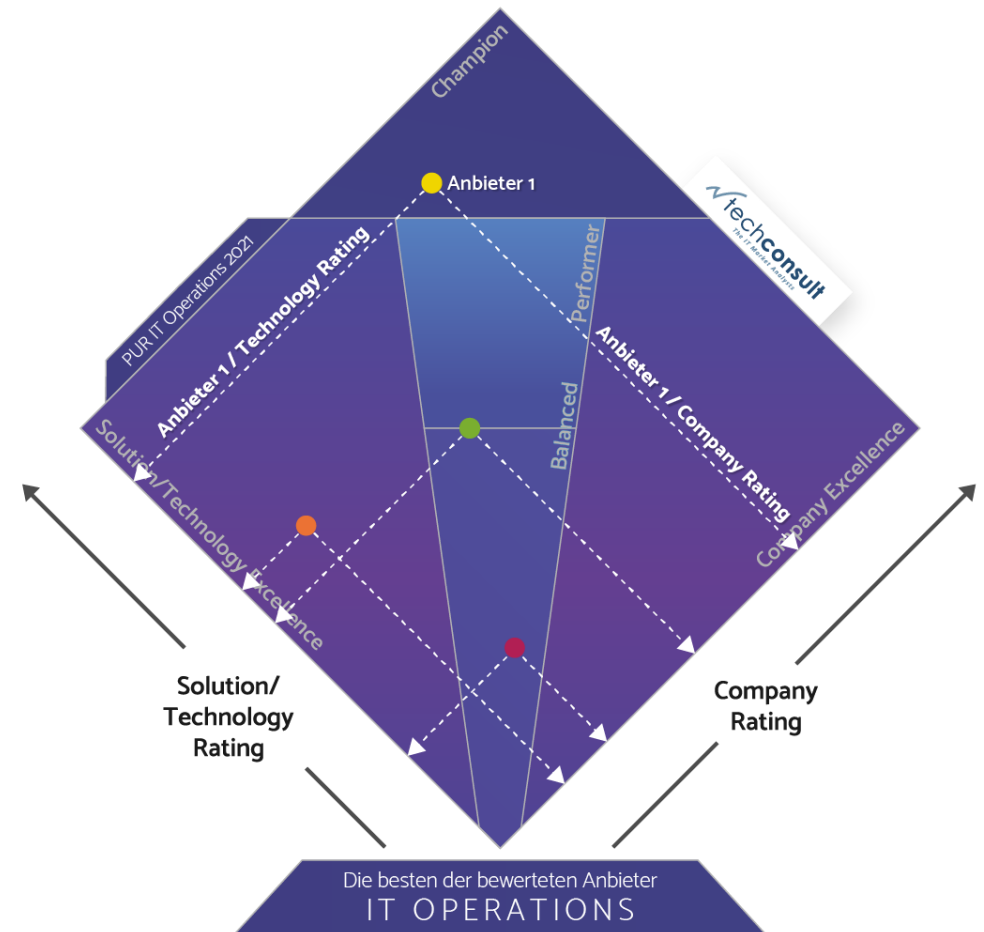 Champion
Anbieter 1
techconsult
The IT Market Analysts
PUR IT Operations 2021
Anbieter 1 / Technology Rating
Performer
Anbieter 1 / Company Rating
Balanced
Solution/Technology Excellence
Company Excellence
Solution/
Technology
Rating
Company
Rating
Die besten der bewerteten Anbieter
IT OPERATIONS